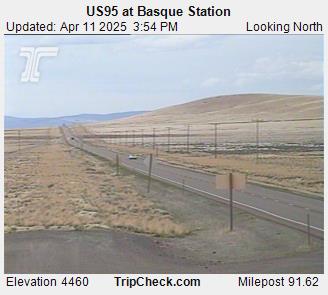 US95 at Basque Station
Updated: Apr 11 2025 3:54 PM Looking North
Elevation 4460 TripCheck.com Milepost 91.62